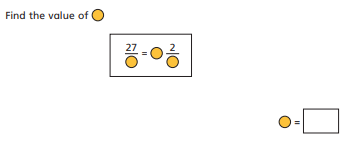 Find the value of
27 = 2
=